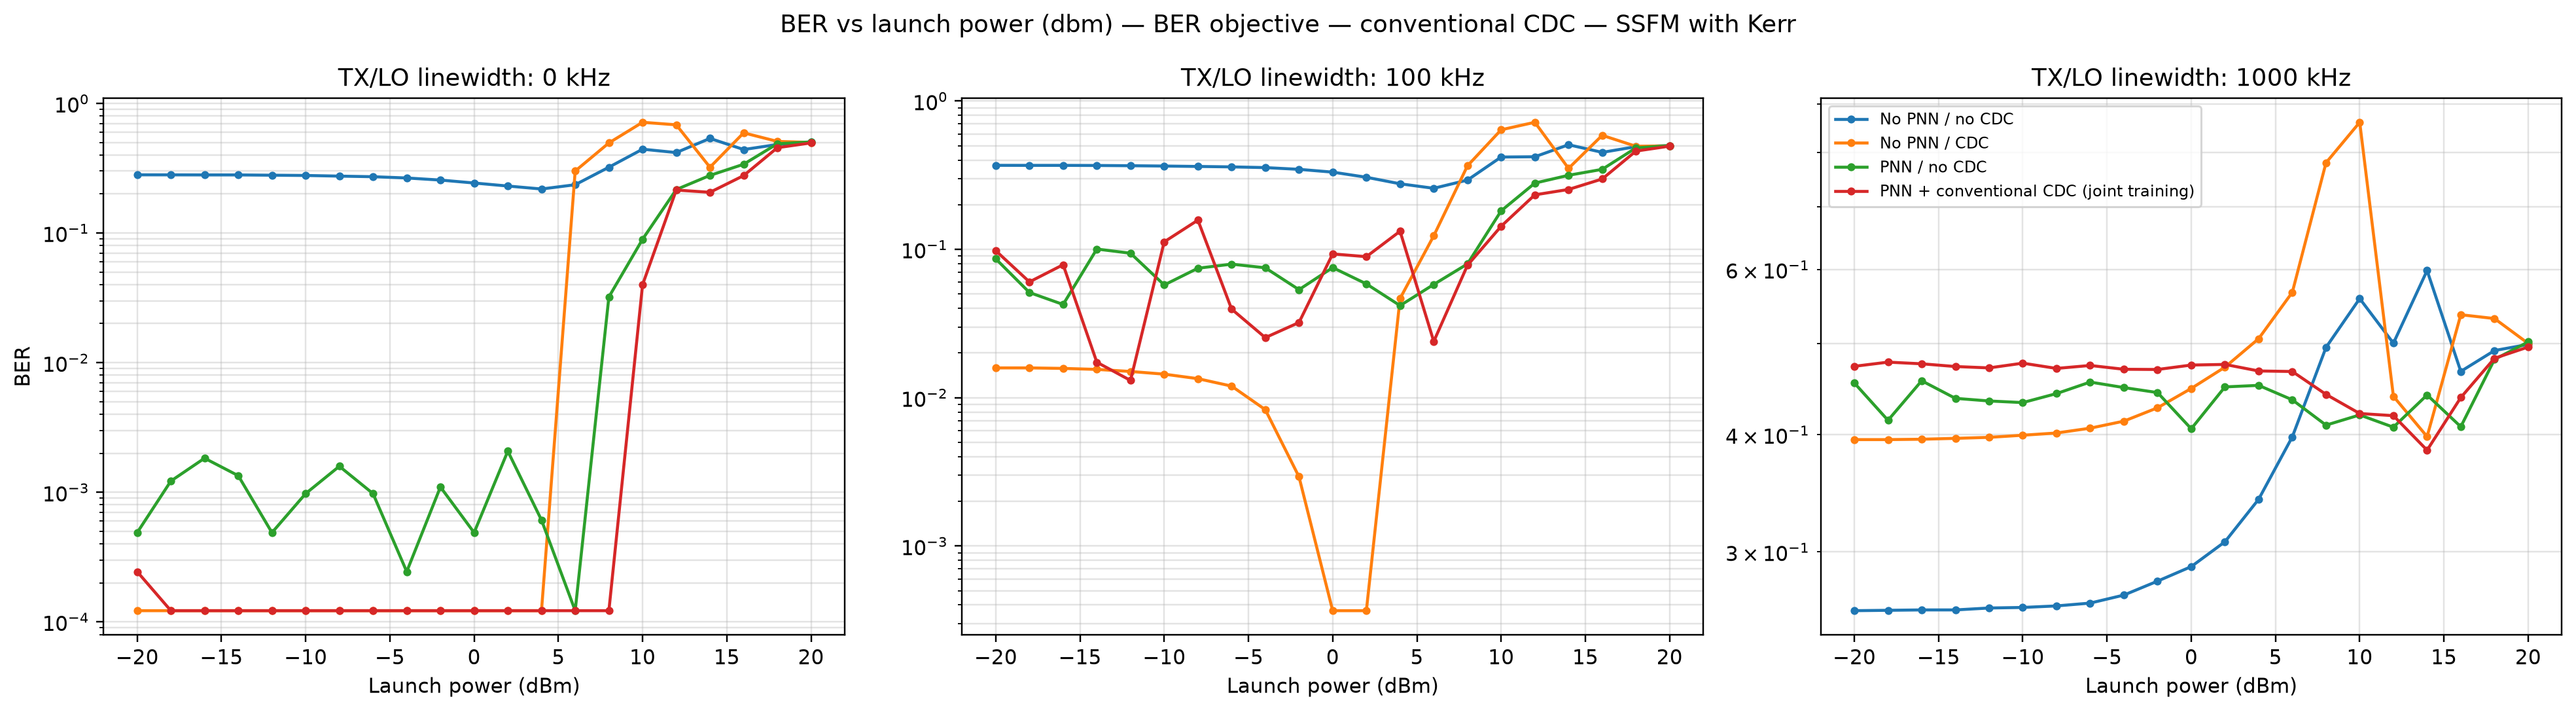 BER vs launch power (dbm) — BER objective — conventional CDC — SSFM with Kerr
TX/LO linewidth: 0 kHz
BER
10⁰
10⁻¹
10⁻²
10⁻³
10⁻⁴
−20 −15 −10 −5 0 5 10 15 20
Launch power (dBm)
TX/LO linewidth: 100 kHz
10⁰
10⁻¹
10⁻²
10⁻³
−20 −15 −10 −5 0 5 10 15 20
Launch power (dBm)
TX/LO linewidth: 1000 kHz
No PNN / no CDC
No PNN / CDC
PNN / no CDC
PNN + conventional CDC (joint training)
6 × 10⁻¹
4 × 10⁻¹
3 × 10⁻¹
−20 −15 −10 −5 0 5 10 15 20
Launch power (dBm)